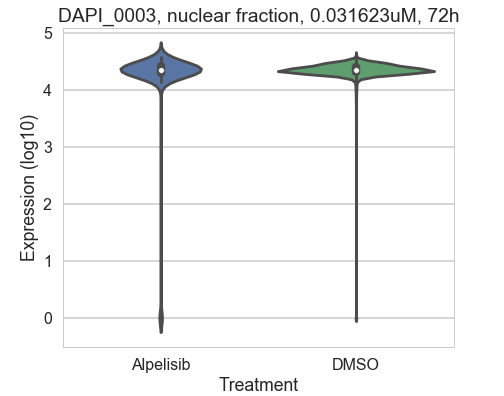 DAPI_0003, nuclear fraction, 0.031623uM, 72h
5
4
3
2
1
0
Expression (log10)
Alpelisib DMSO
Treatment